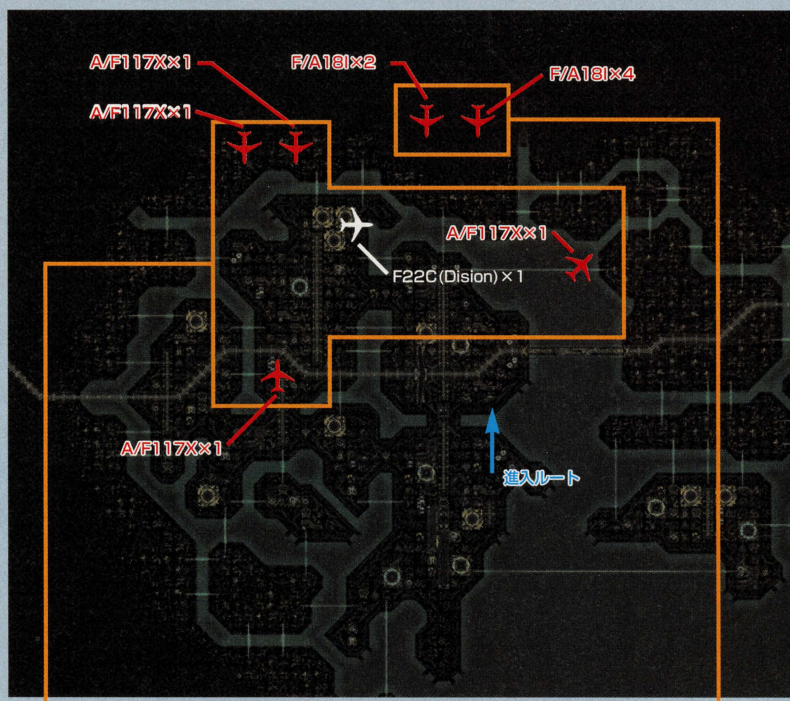 A/F117X×1
F/A18I×2
F/A18I×4
A/F117X×1
A/F117X×1
F22C(Dision)×1
A/F117X×1
進入ルート